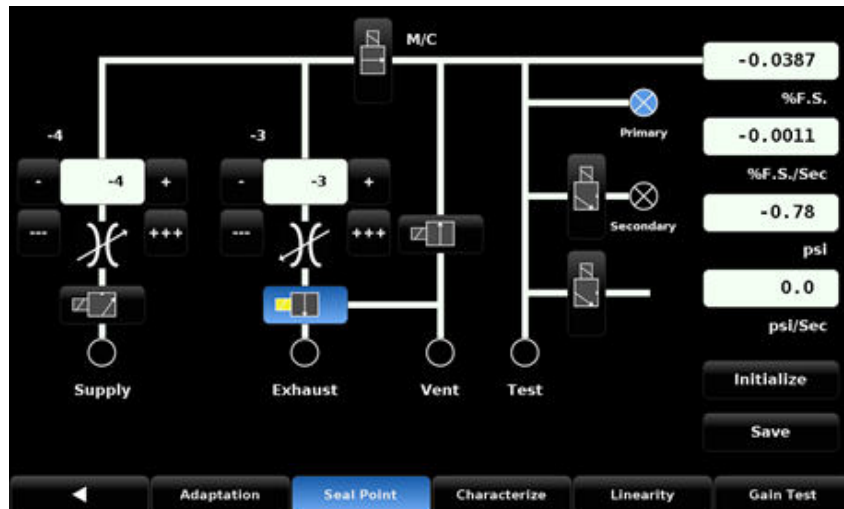 M/C
-0.0387
%F.S.
-4
-3
Primary
-0.0011
- -4 +
- -3 +
%F.S./Sec
--- +++
--- +++
Secondary
-0.78
psi
0.0
psi/Sec
Supply
Exhaust
Vent
Test
Initialize
Save
Adaptation
Seal Point
Characterize
Linearity
Gain Test